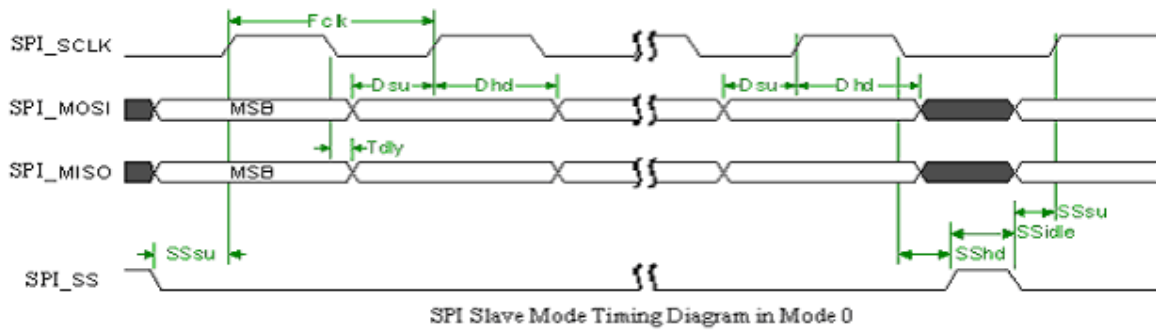 Fclk
SPI_SCLK
Dsu Dhd Dsu Dhd
SPI_MOSI MSB
Tdly
SPI_MISO MSB
SSsu
SSidle
SSsu SShd
SPI_SS
SPI Slave Mode Timing Diagram in Mode 0